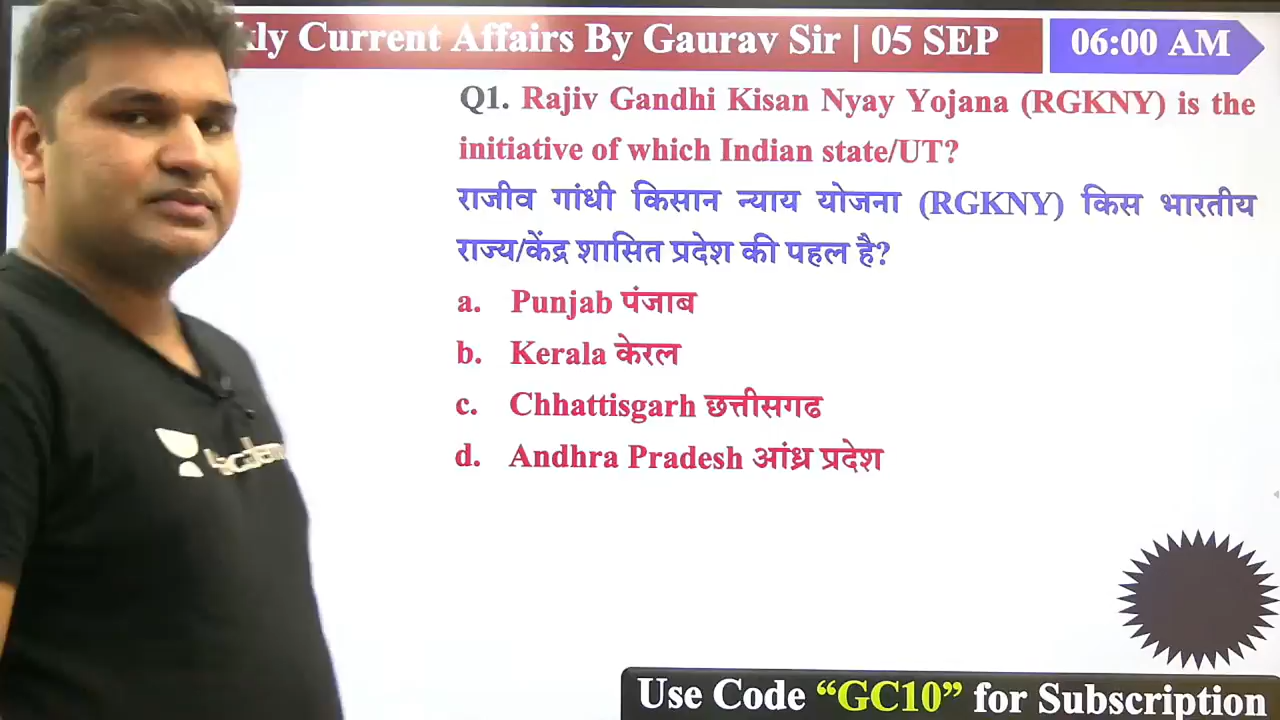 kly Current Affairs By Gaurav Sir | 05 SEP
06:00 AM
Q1. Rajiv Gandhi Kisan Nyay Yojana (RGKNY) is the
initiative of which Indian state/UT?
राजीव गांधी किसान न्याय योजना (RGKNY) किस भारतीय
राज्य/केंद्र शासित प्रदेश की पहल है?
a. Punjab पंजाब
b. Kerala केरल
c. Chhattisgarh छत्तीसगढ
d. Andhra Pradesh आंध्र प्रदेश
Use Code “GC10” for Subscription